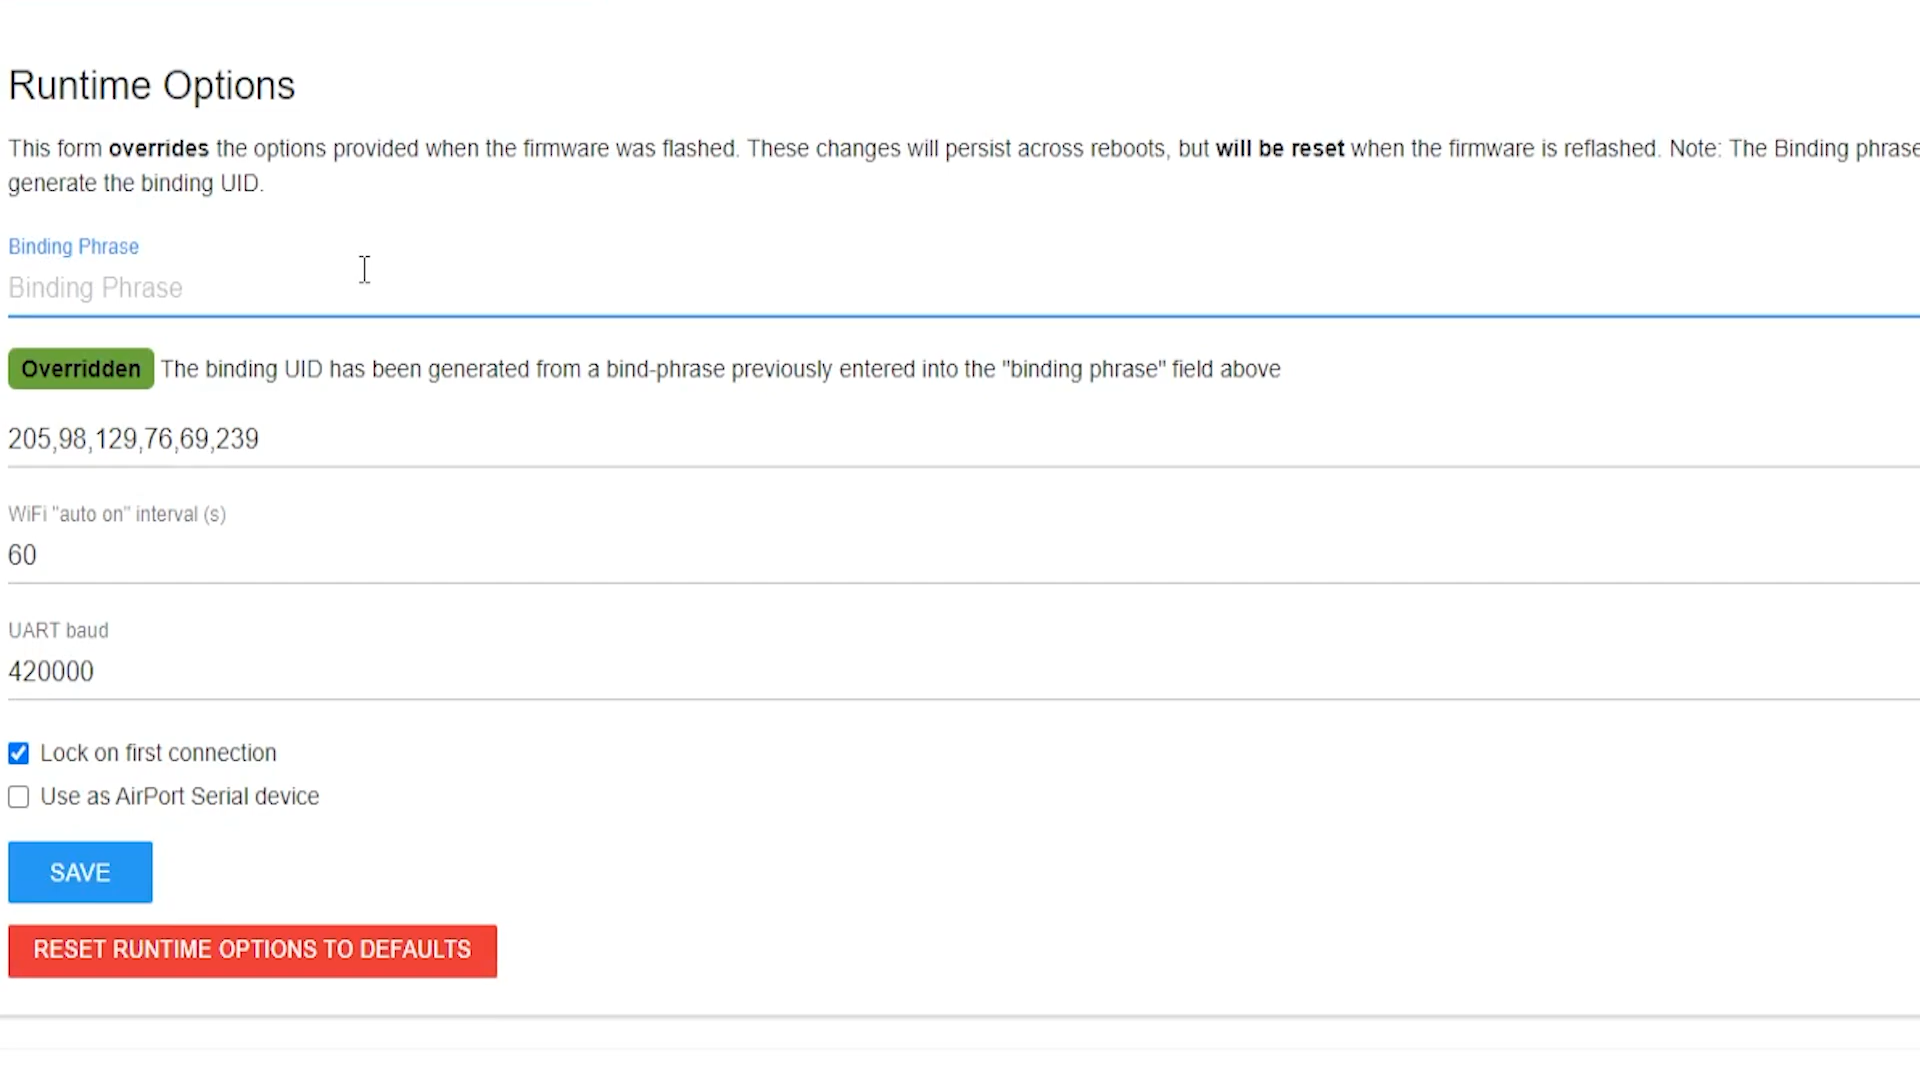 Runtime Options
This form overrides the options provided when the firmware was flashed. These changes will persist across reboots, but will be reset when the firmware is reflashed. Note: The Binding phrase
generate the binding UID.
Binding Phrase
Binding Phrase
Overridden The binding UID has been generated from a bind-phrase previously entered into the "binding phrase" field above
205,98,129,76,69,239
WiFi "auto on" interval (s)
60
UART baud
420000
Lock on first connection
Use as AirPort Serial device
SAVE
RESET RUNTIME OPTIONS TO DEFAULTS